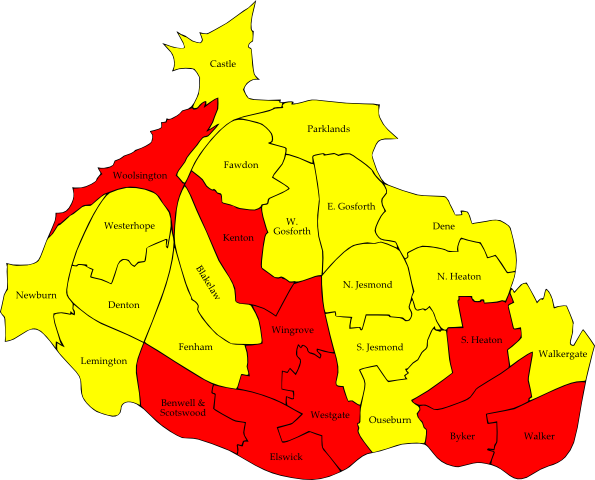 Castle
Parklands
Fawdon
Woolsington
Westerhope
Kenton
W.
Gosforth
E. Gosforth
Dene
Blakelaw
N. Jesmond
N. Heaton
Newburn
Denton
Wingrove
S. Heaton
Lemington
Fenham
S. Jesmond
Walkergate
Benwell &
Scotswood
Westgate
Ouseburn
Elswick
Byker
Walker